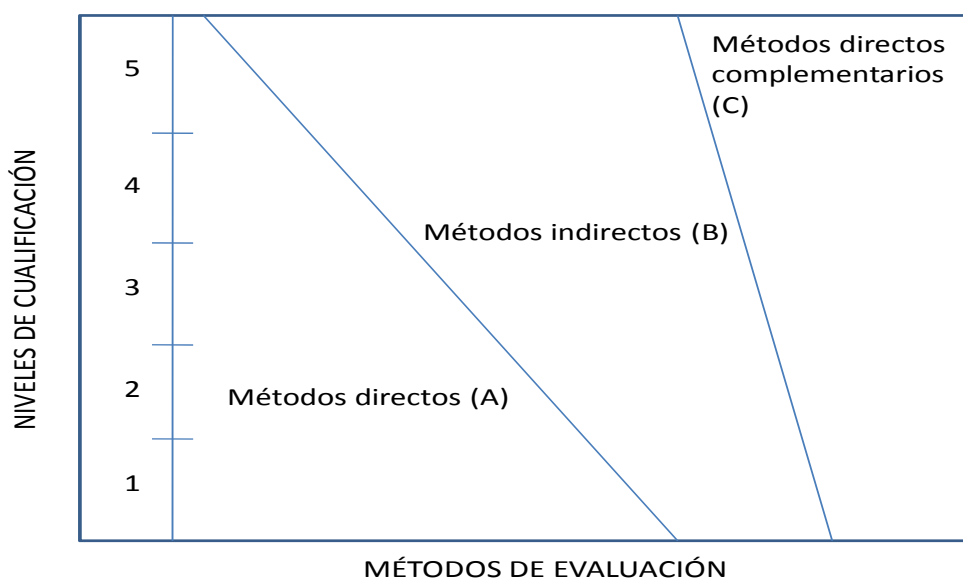 NIVELES DE CUALIFICACIÓN
5
4
3
2
1
Métodos directos
complementarios
(C)
Métodos indirectos (B)
Métodos directos (A)
MÉTODOS DE EVALUACIÓN